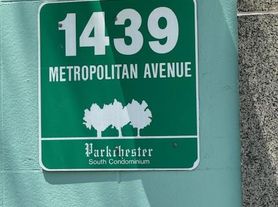 1439
METROPOLITAN AVENUE
Parkchester
South Condominium